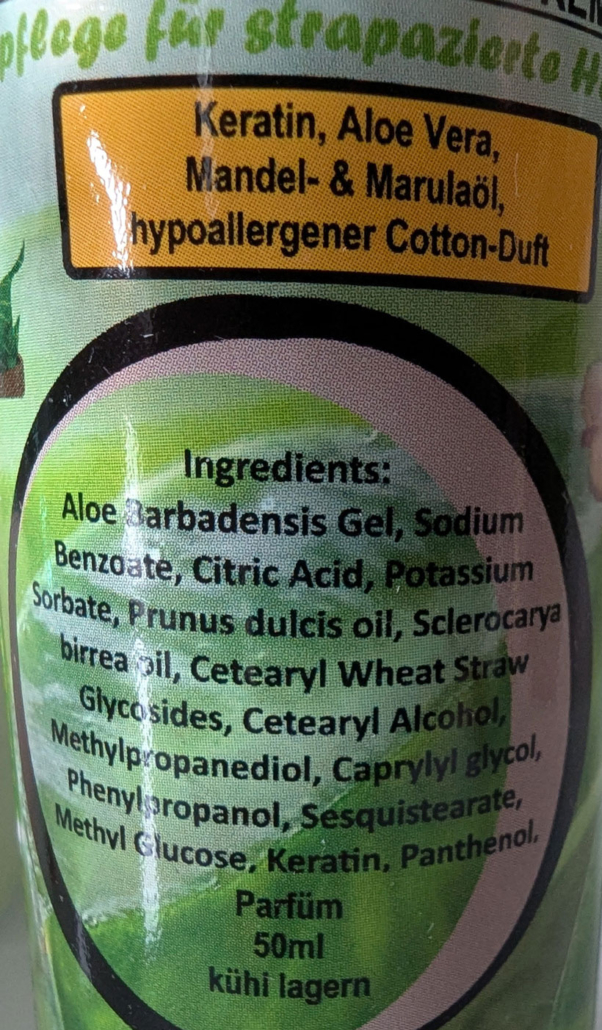 pflege für strapazierte
Keratin, Aloe Vera,
Mandel- & Marulaöl,
hypoallergener Cotton-Duft
Ingredients:
Aloe Barbadensis Gel, Sodium
Benzoate, Citric Acid, Potassium
Sorbate, Prunus dulcis oil, Sclerocarya
birrea oil, Cetearyl Wheat Straw
Glycosides, Cetearyl Alcohol,
Methylpropanediol, Caprylyl glycol,
Phenylpropanol, Sesquistearate,
Methyl Glucose, Keratin, Panthenol,
Parfüm
50ml
kühl lagern